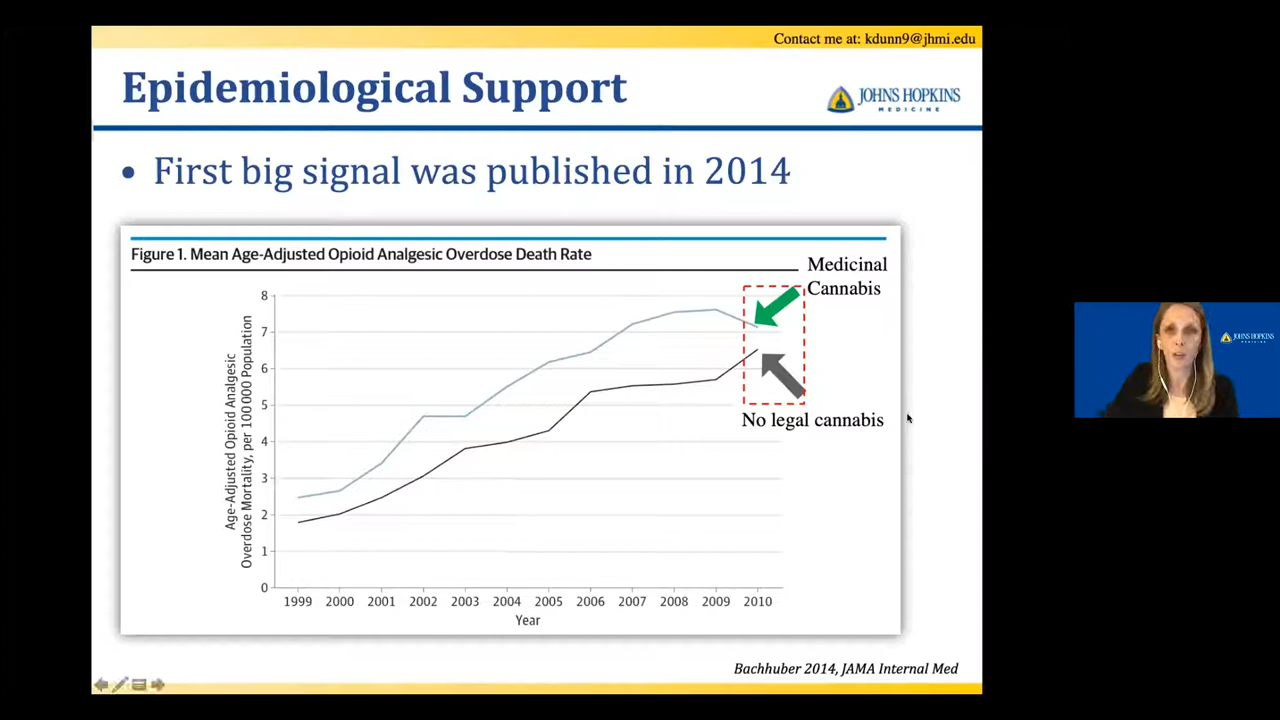 Contact me at: kdunn9@jhmi.edu
Epidemiological Support
JOHNS HOPKINS
MEDICINE
• First big signal was published in 2014
Figure 1. Mean Age-Adjusted Opioid Analgesic Overdose Death Rate
Medicinal
Cannabis
No legal cannabis
Age-Adjusted Opioid Analgesic
Overdose Mortality, per 100 000 Population
8
7
6
5
4
3
2
1
0
1999 2000 2001 2002 2003 2004 2005 2006 2007 2008 2009 2010
Year
Bachhuber 2014, JAMA Internal Med
JOHNS HOPKINS
MEDICINE